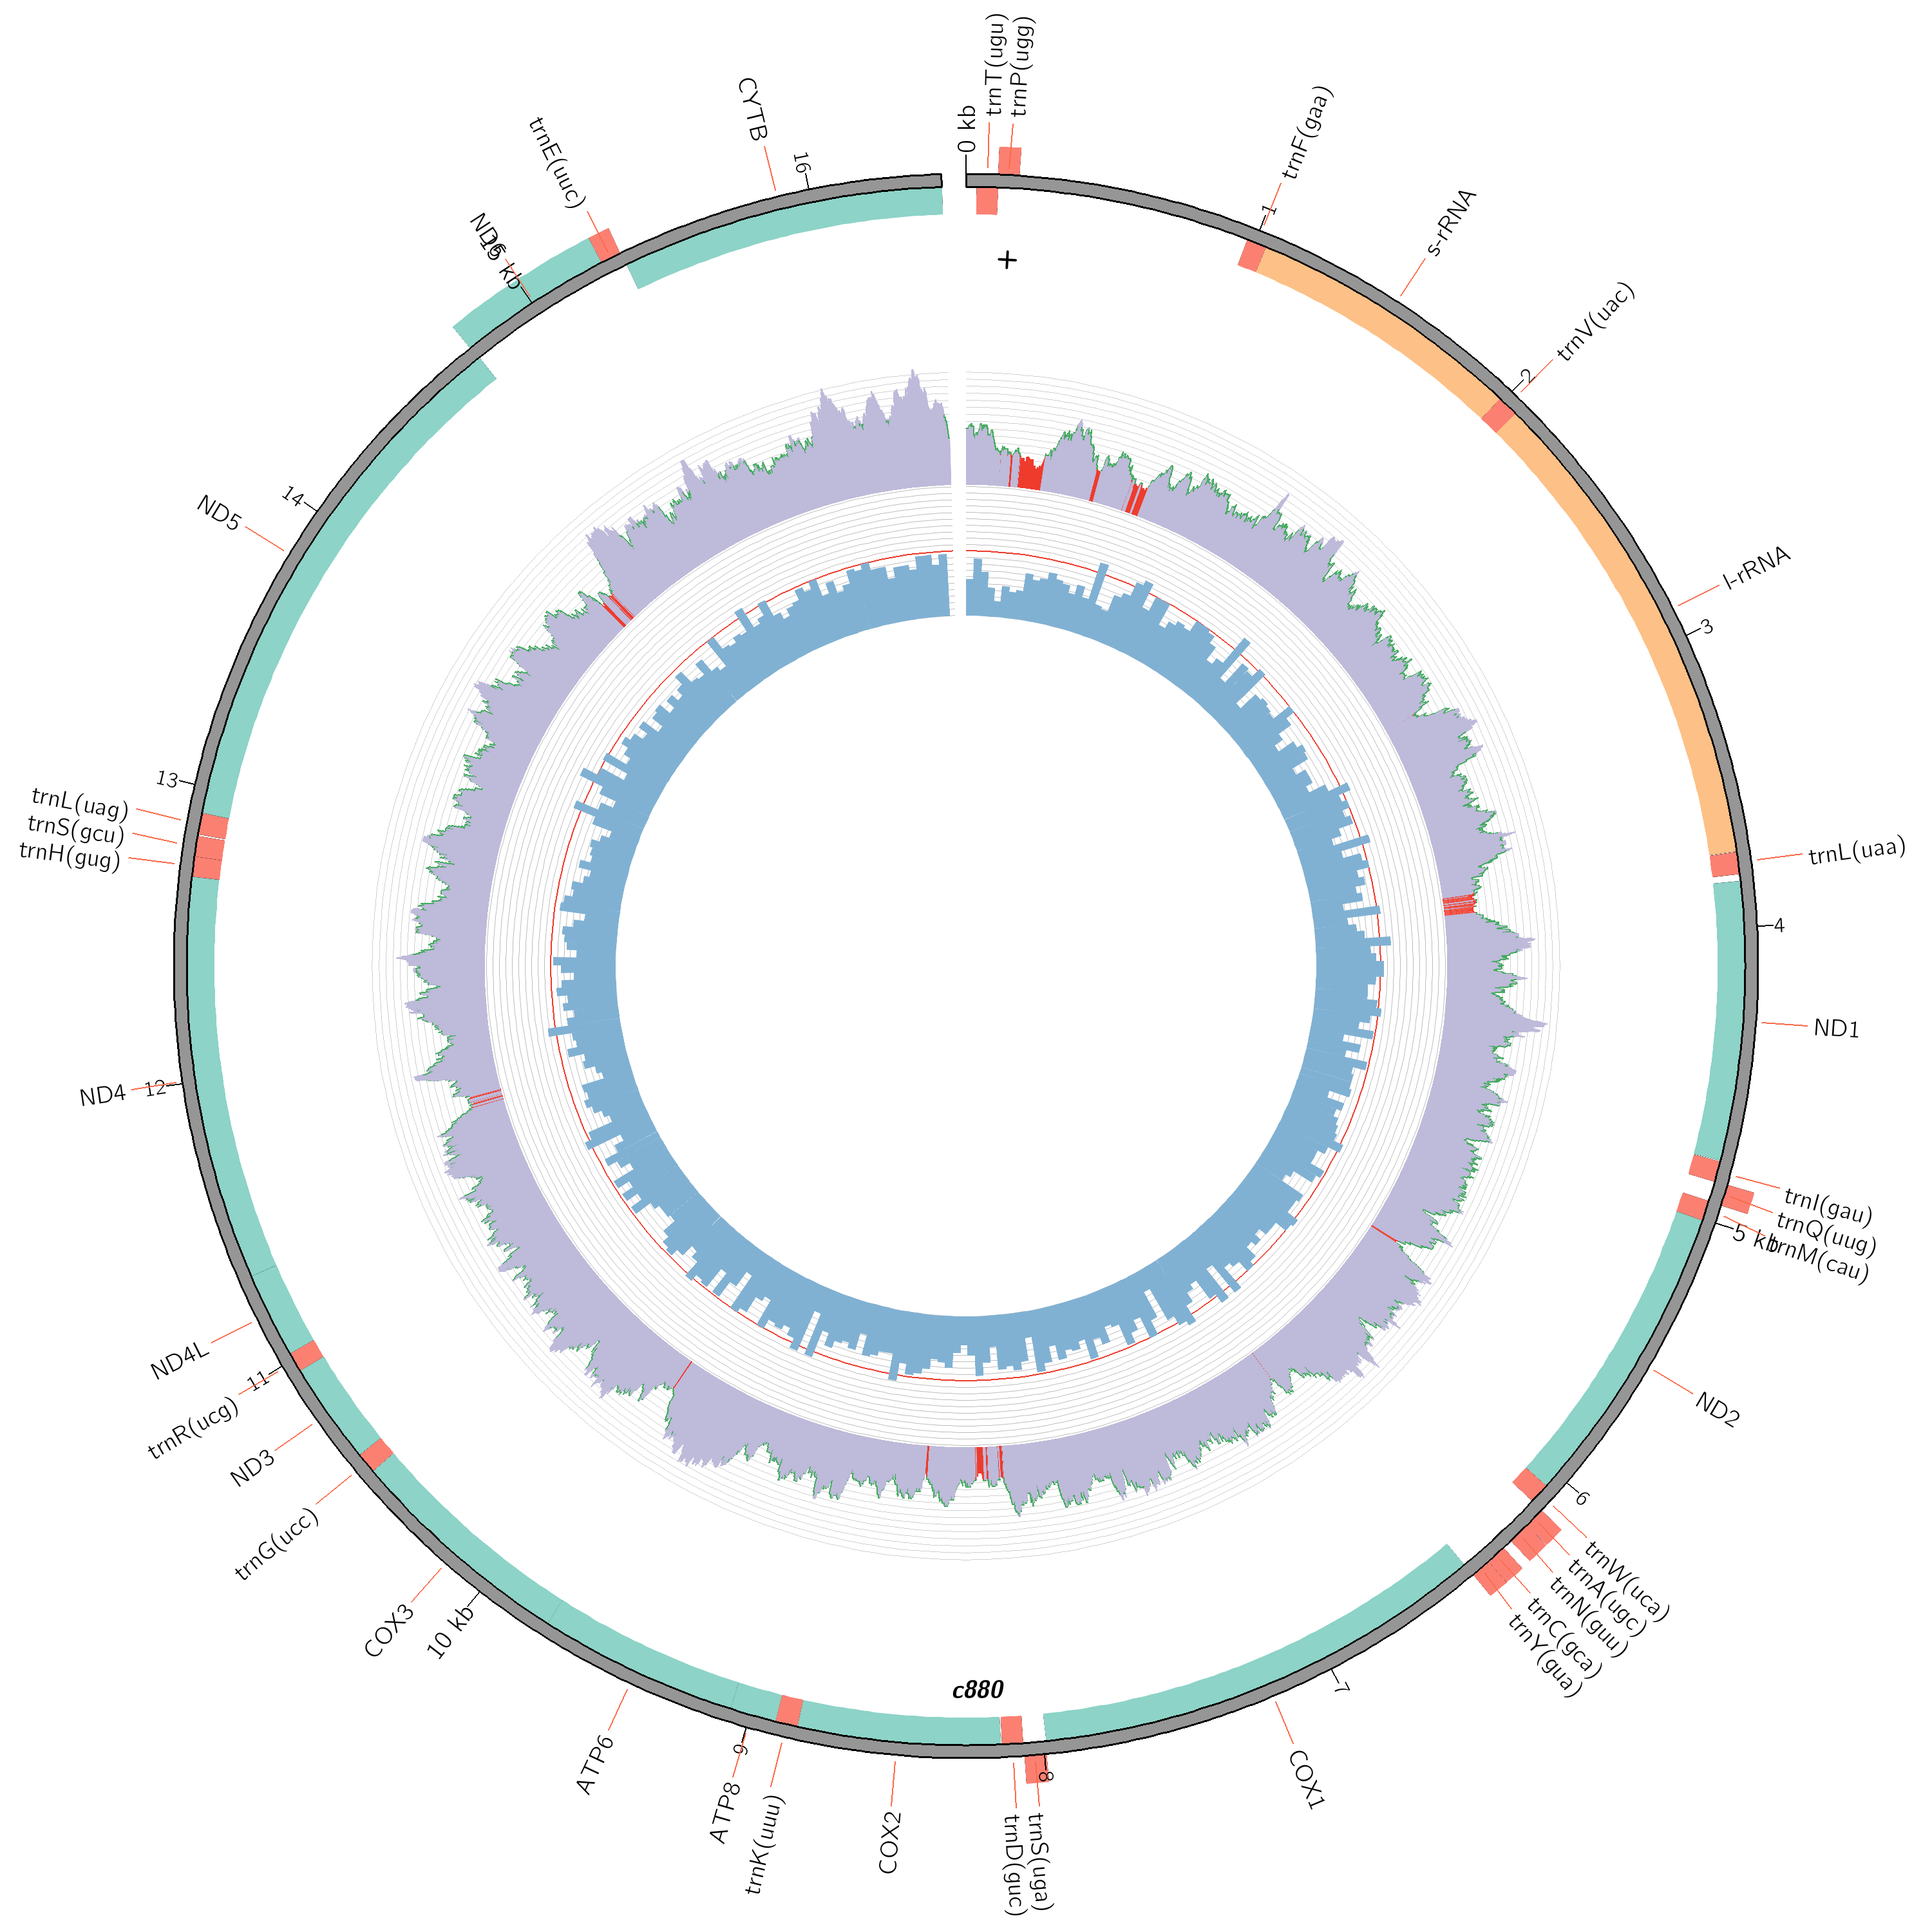 0 kb
trnT(ugu)
trnP(ugg)
+
trnF(gaa)
1
s-rRNA
trnV(uac)
2
l-rRNA
3
trnL(uaa)
4
ND1
trnI(gau)
trnQ(uug)
trnM(cau)
5 kb
ND2
6
trnW(uca)
trnA(ugc)
trnN(guu)
trnC(gca)
trnY(gua)
7
COX1
8
trnS(uga)
trnD(guc)
c880
COX2
trnK(uuu)
9
ATP8
ATP6
10 kb
COX3
trnG(ucc)
ND3
trnR(ucg)
11
ND4L
12
ND4
trnH(gug)
trnS(gcu)
trnL(uag)
13
ND5
14
15 kb
ND6
trnE(uuc)
CYTB
16